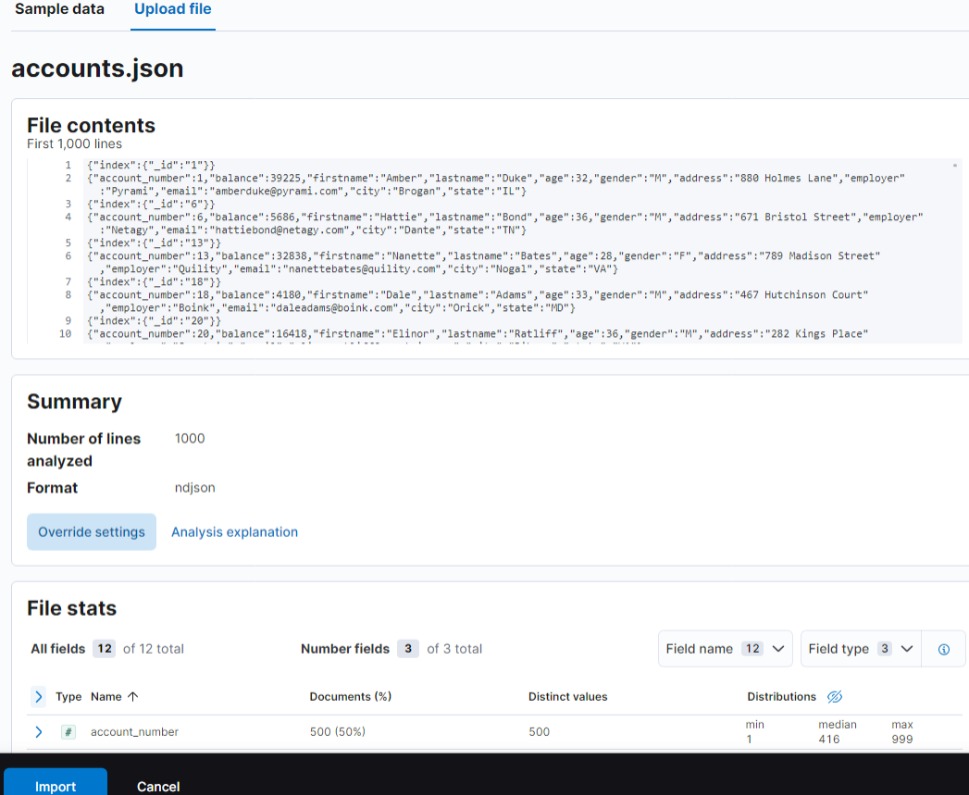 Sample data Upload file
accounts.json
File contents
First 1,000 lines
1 {"index":{"_id":"1"}}
2 {"account_number":1,"balance":39225,"firstname":"Amber","lastname":"Duke","age":32,"gender":"M","address":"880 Holmes Lane","employer"
:"Pyrami","email":"amberduke@pyrami.com","city":"Brogan","state":"IL"}
3 {"index":{"_id":"6"}}
4 {"account_number":6,"balance":5686,"firstname":"Hattie","lastname":"Bond","age":36,"gender":"M","address":"671 Bristol Street","employer"
:"Netagy","email":"hattiebond@netagy.com","city":"Dante","state":"TN"}
5 {"index":{"_id":"13"}}
6 {"account_number":13,"balance":32838,"firstname":"Nanette","lastname":"Bates","age":28,"gender":"F","address":"789 Madison Street"
,"employer":"Quility","email":"nanettebates@quility.com","city":"Nogal","state":"VA"}
7 {"index":{"_id":"18"}}
8 {"account_number":18,"balance":4180,"firstname":"Dale","lastname":"Adams","age":33,"gender":"M","address":"467 Hutchinson Court"
,"employer":"Boink","email":"daleadams@boink.com","city":"Orick","state":"MD"}
9 {"index":{"_id":"20"}}
10 {"account_number":20,"balance":16418,"firstname":"Elinor","lastname":"Ratliff","age":36,"gender":"M","address":"282 Kings Place"
Summary
Number of lines analyzed 1000
Format ndjson
Override settings Analysis explanation
File stats
All fields 12 of 12 total Number fields 3 of 3 total Field name 12 Field type 3
Type Name Documents (%) Distinct values Distributions
# account_number 500 (50%) 500 min median max
1 416 999
Import Cancel